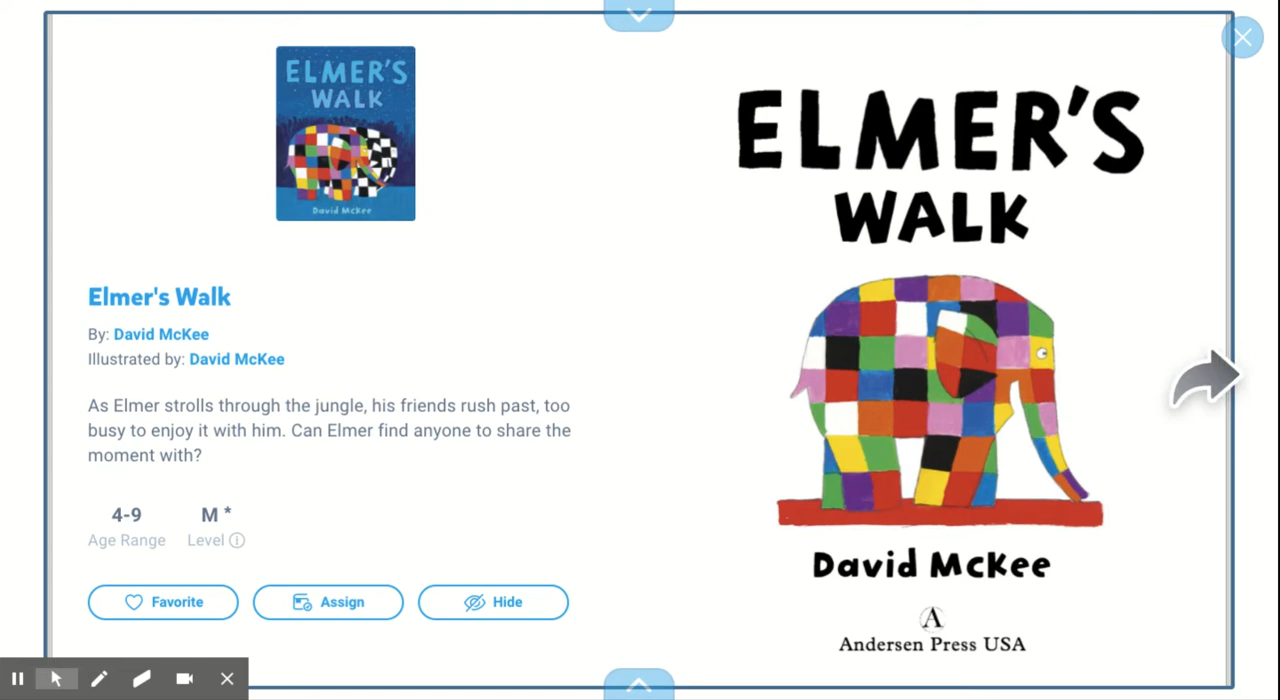 ELMER'S
WALK
David McKee
Elmer's Walk
By: David McKee
Illustrated by: David McKee
As Elmer strolls through the jungle, his friends rush past, too
busy to enjoy it with him. Can Elmer find anyone to share the
moment with?
4-9
Age Range
M *
Level
Favorite
Assign
Hide
ELMER'S
WALK
David McKee
A
Andersen Press USA